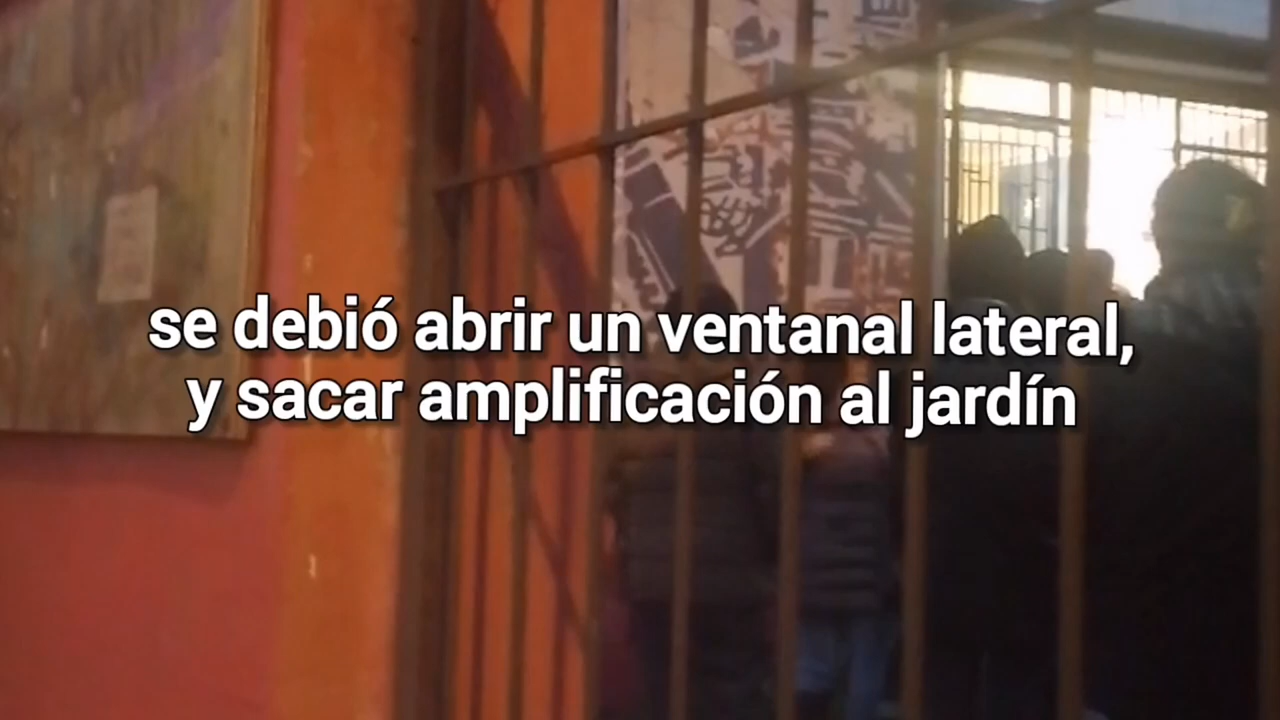 se debió abrir un ventanal lateral,
y sacar amplificación al jardín